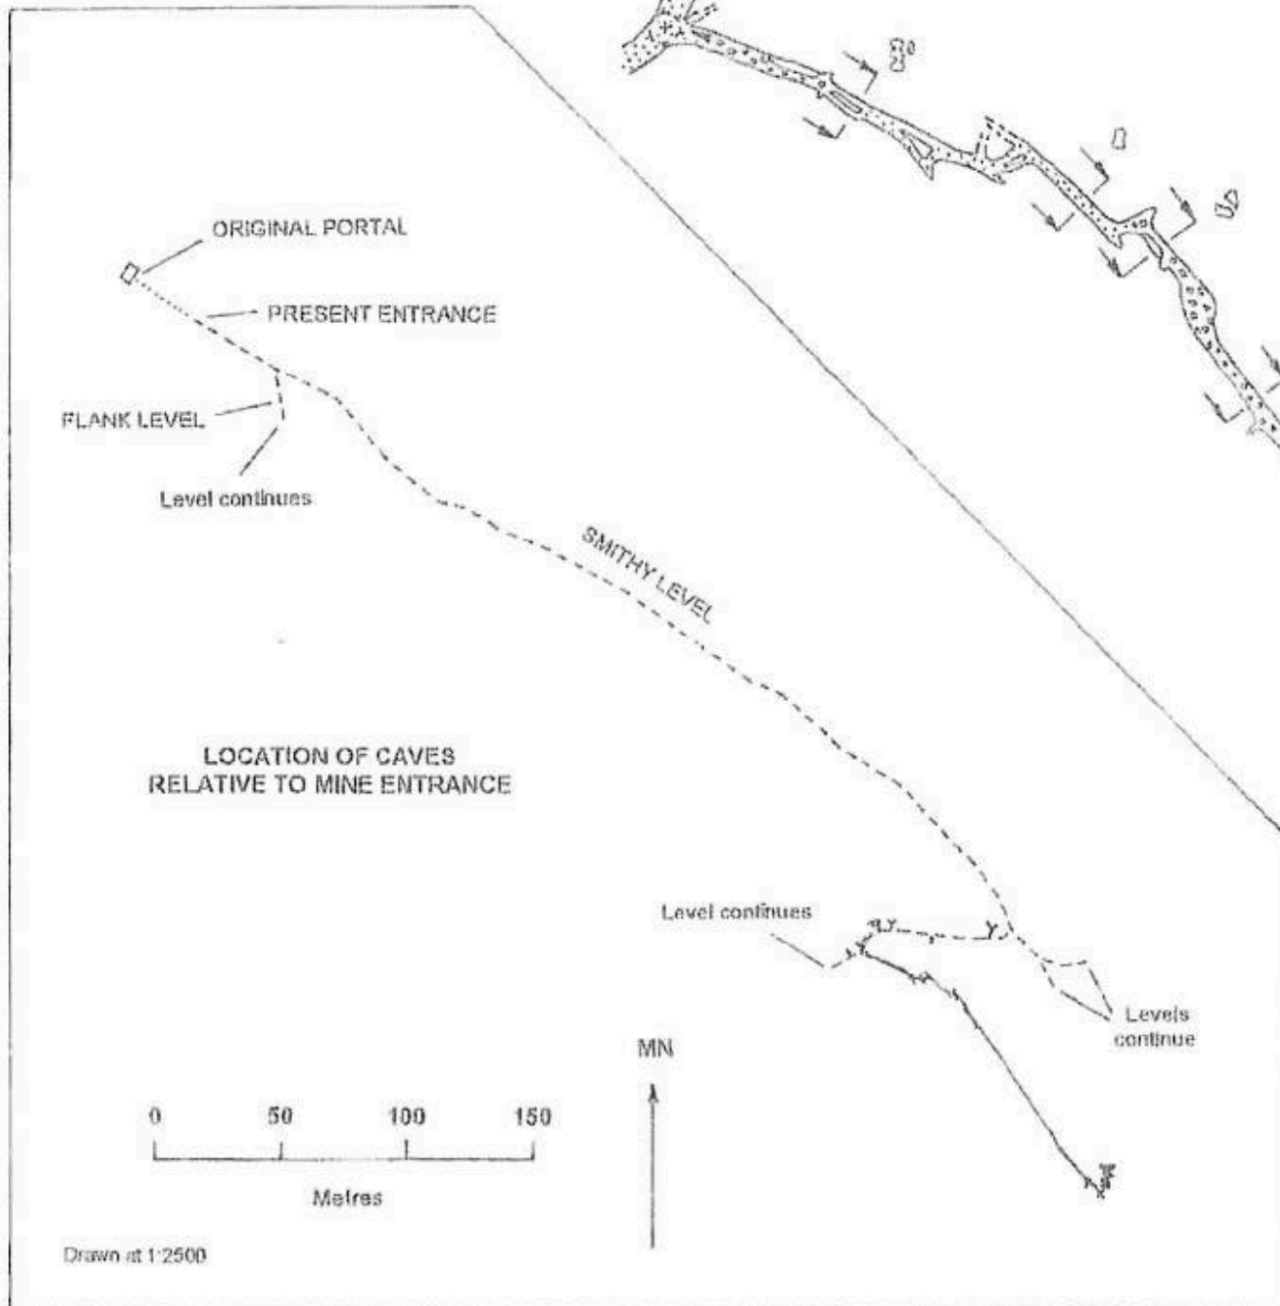 ORIGINAL PORTAL
PRESENT ENTRANCE
FLANK LEVEL
Level continues
SMITHY LEVEL
LOCATION OF CAVES
RELATIVE TO MINE ENTRANCE
Level continues
Levels
continue
MN
0 50 100 150
Metres
Drawn at 1:2500